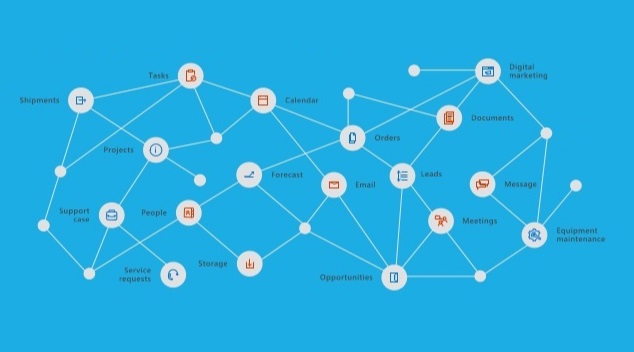 Digital
marketing
Tasks
Shipments
Calendar
Documents
Orders
Projects
Forecast
Leads
Email
Message
Support
case
People
Meetings
Equipment
maintenance
Storage
Service
requests
Opportunities